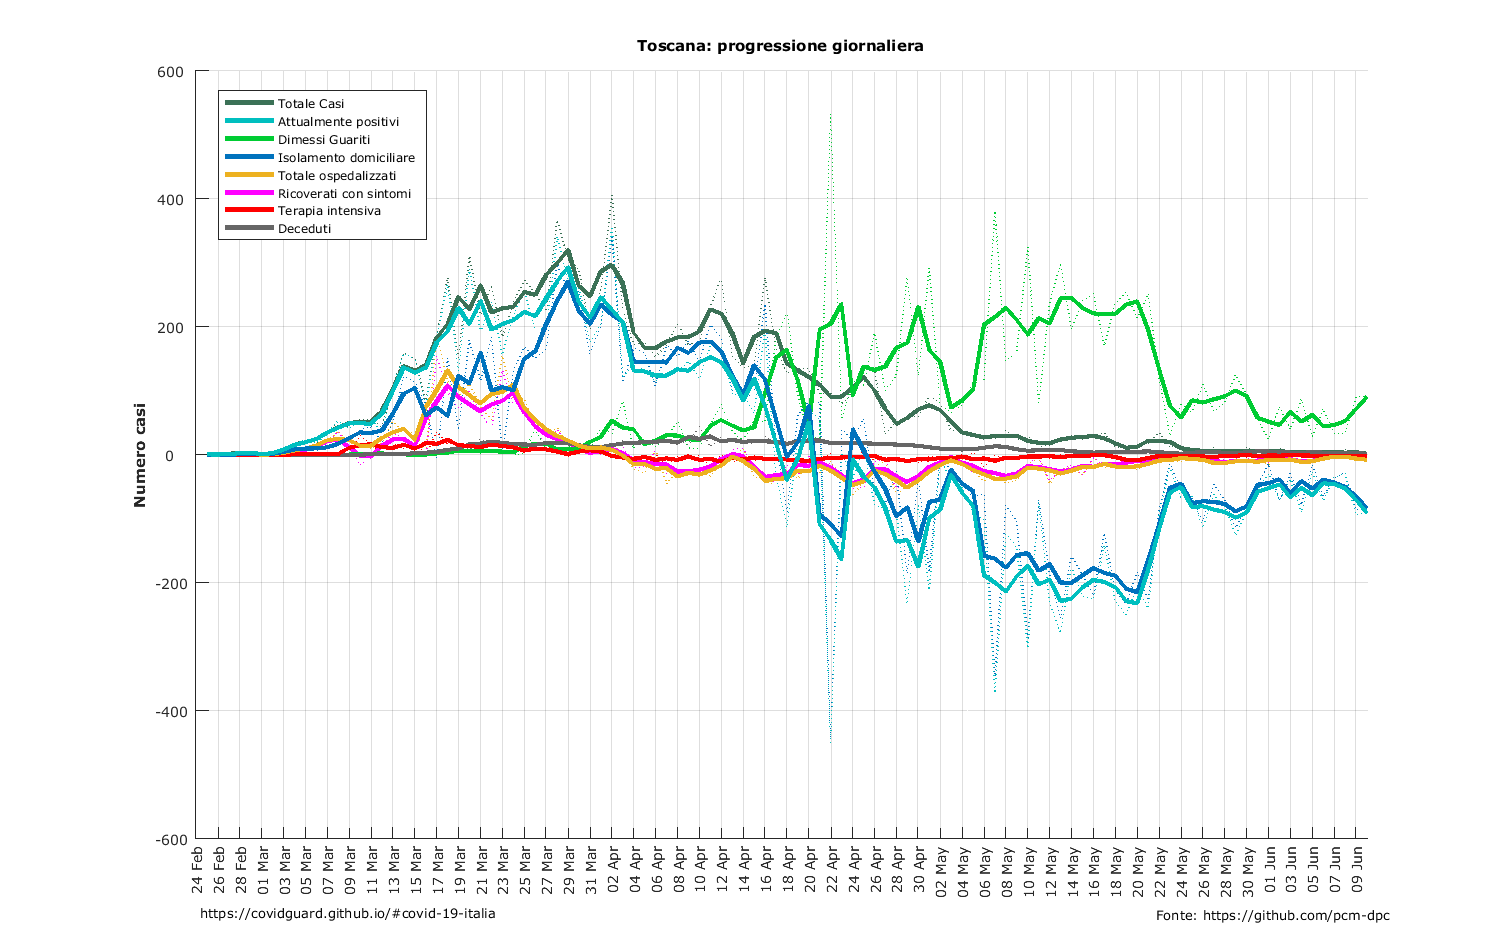 Toscana: progressione giornaliera
600
400
200
0
-200
-400
-600
Numero casi
Totale Casi
Attualmente positivi
Dimessi Guariti
Isolamento domiciliare
Totale ospedalizzati
Ricoverati con sintomi
Terapia intensiva
Deceduti
24 Feb
26 Feb
28 Feb
01 Mar
03 Mar
05 Mar
07 Mar
09 Mar
11 Mar
13 Mar
15 Mar
17 Mar
19 Mar
21 Mar
23 Mar
25 Mar
27 Mar
29 Mar
31 Mar
02 Apr
04 Apr
06 Apr
08 Apr
10 Apr
12 Apr
14 Apr
16 Apr
18 Apr
20 Apr
22 Apr
24 Apr
26 Apr
28 Apr
30 Apr
02 May
04 May
06 May
08 May
10 May
12 May
14 May
16 May
18 May
20 May
22 May
24 May
26 May
28 May
30 May
01 Jun
03 Jun
05 Jun
07 Jun
09 Jun
https://covidguard.github.io/#covid-19-italia
Fonte: https://github.com/pcm-dpc